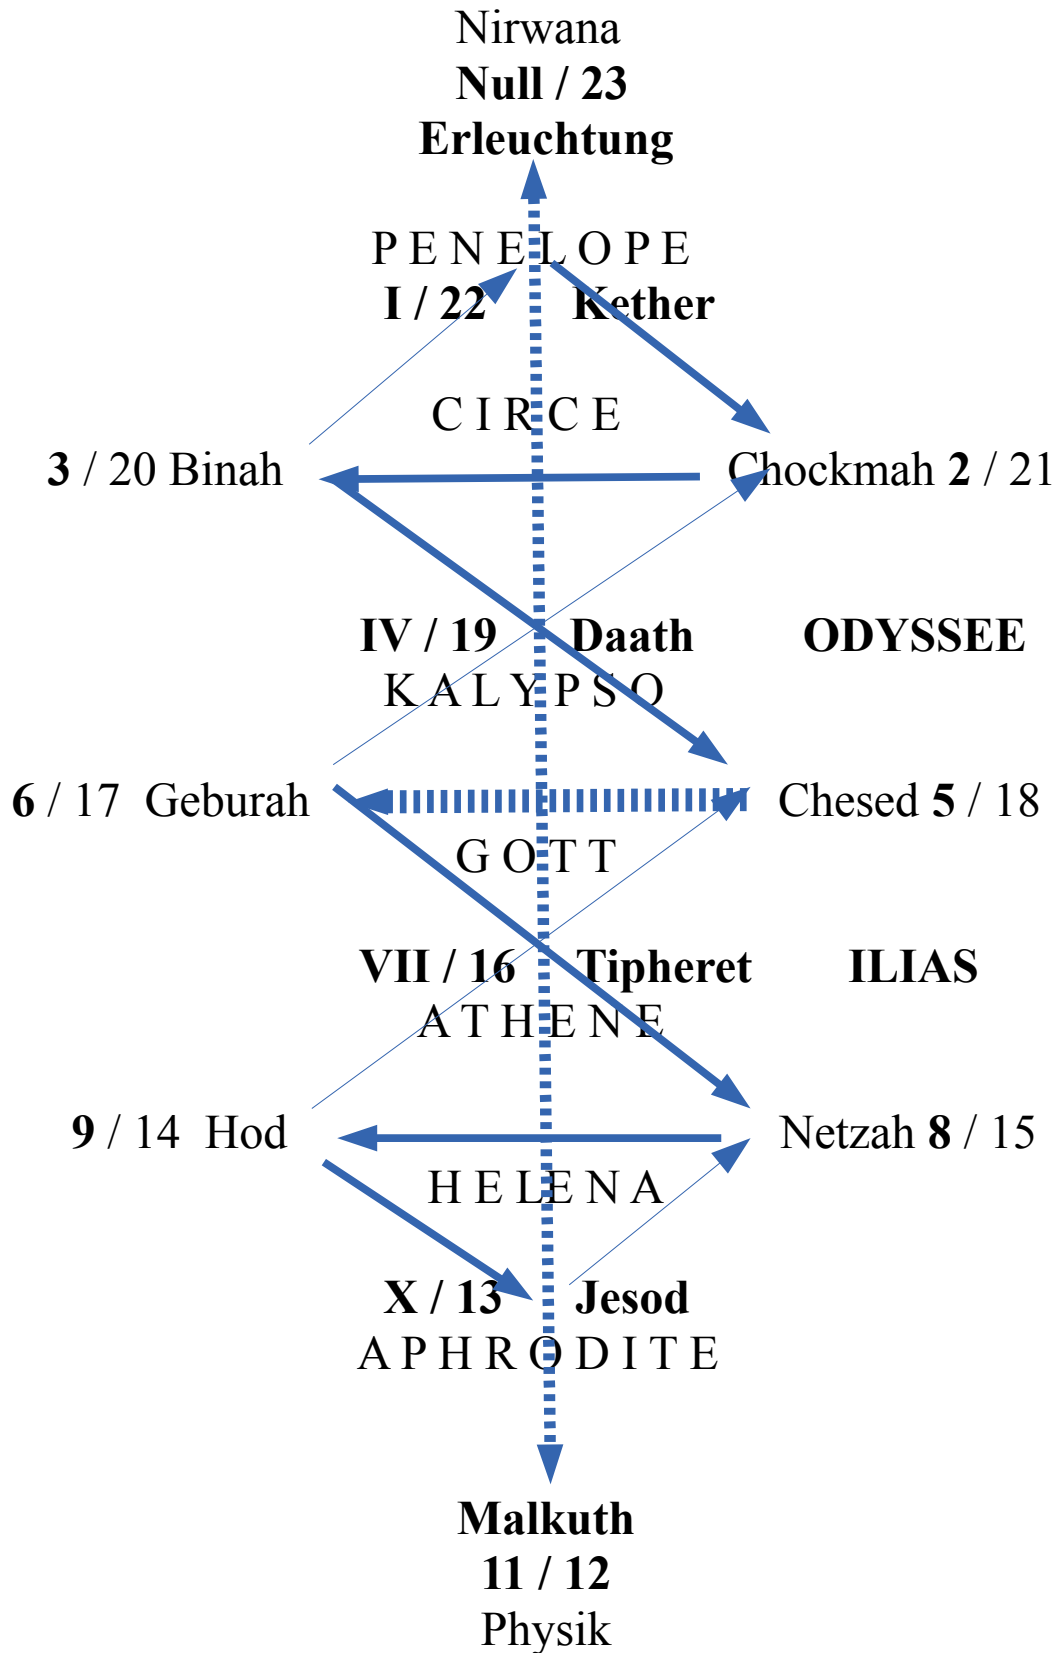 Nirwana
Null / 23
Erleuchtung
P E N E L O P E
I / 22 Kether
C I R C E
3 / 20 Binah Chockmah 2 / 21
IV / 19 Daath ODYSSEE
K A L Y P S O
6 / 17 Geburah Chesed 5 / 18
G O T T
VII / 16 Tipheret ILIAS
A T H E N E
9 / 14 Hod Netzah 8 / 15
H E L E N A
X / 13 Jesod
A P H R O D I T E
Malkuth
11 / 12
Physik